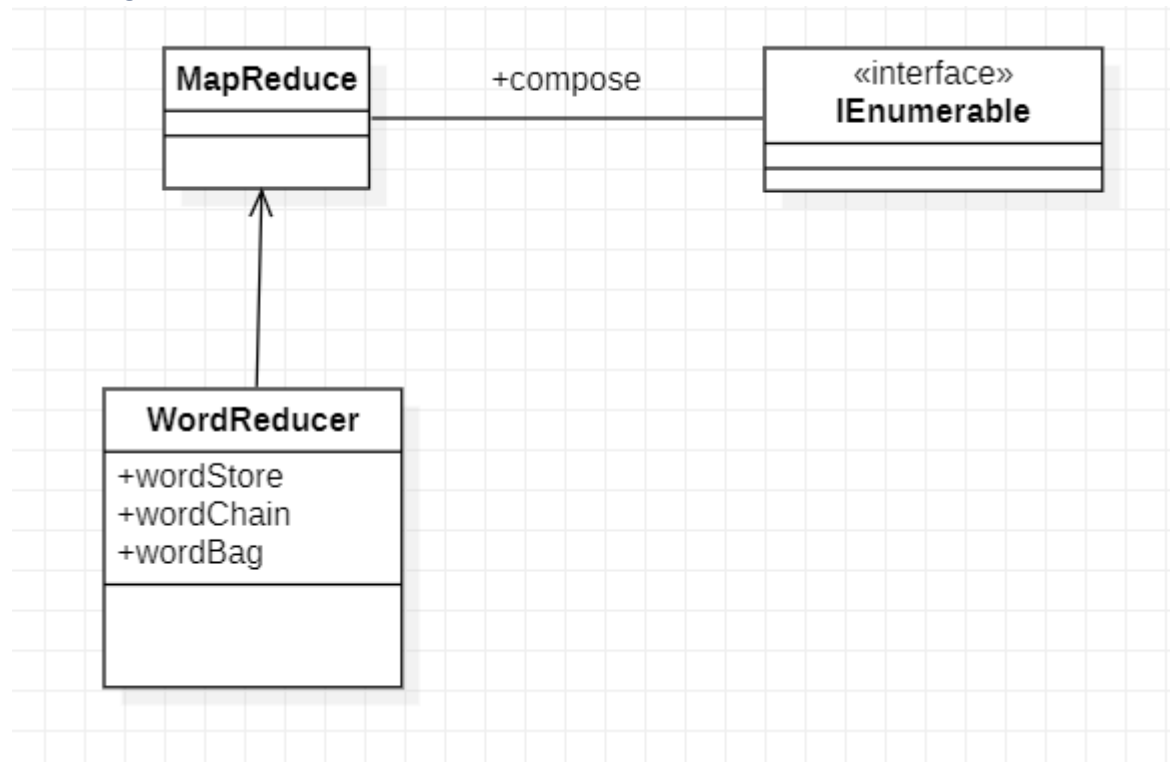 MapReduce
+compose
«interface»
IEnumerable
WordReducer
+wordStore
+wordChain
+wordBag